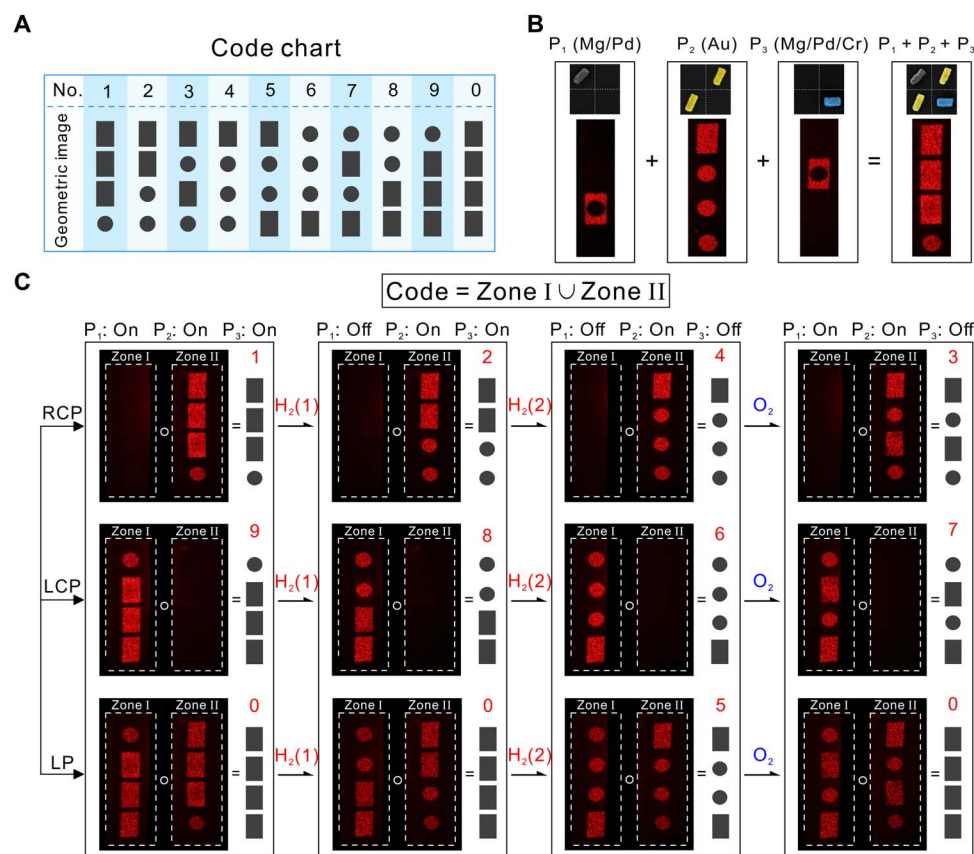 A
Code chart
No. 1 2 3 4 5 6 7 8 9 0
Geometric image
B
P₁ (Mg/Pd) P₂ (Au) P₃ (Mg/Pd/Cr) P₁ + P₂ + P₃
+ + =
C
Code = Zone I ∪ Zone II
P₁: On P₂: On P₃: On P₁: Off P₂: On P₃: On P₁: Off P₂: On P₃: Off P₁: On P₂: On P₃: Off
Zone I Zone II 1 Zone I Zone II 2 Zone I Zone II 4 Zone I Zone II 3
RCP = H₂(1) = H₂(2) = O₂ =
Zone I Zone II 9 Zone I Zone II 8 Zone I Zone II 6 Zone I Zone II 7
LCP = H₂(1) = H₂(2) = O₂ =
Zone I Zone II 0 Zone I Zone II 0 Zone I Zone II 5 Zone I Zone II 0
LP = H₂(1) = H₂(2) = O₂ =